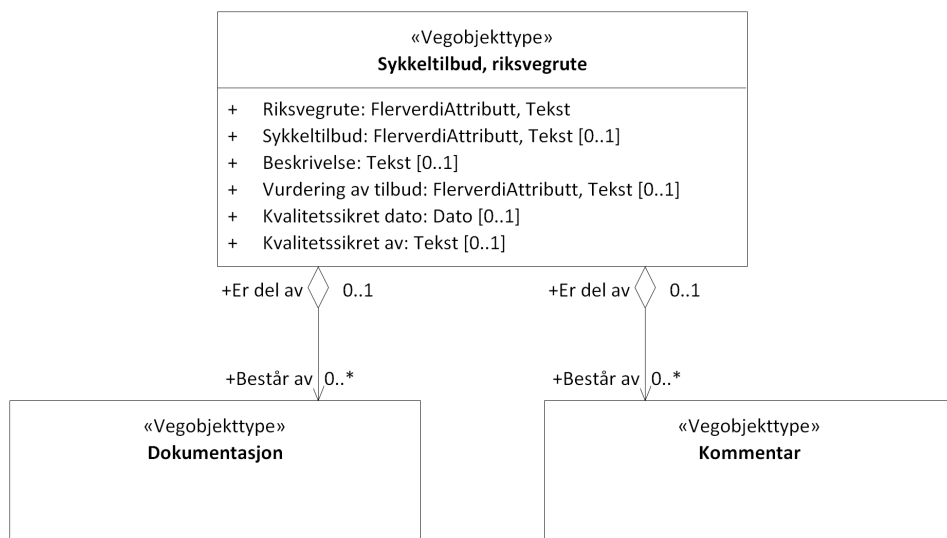 «Vegobjekttype»
Sykkeltilbud, riksvegrute
+ Riksvegrute: FlerverdiAttributt, Tekst
+ Sykkeltilbud: FlerverdiAttributt, Tekst [0..1]
+ Beskrivelse: Tekst [0..1]
+ Vurdering av tilbud: FlerverdiAttributt, Tekst [0..1]
+ Kvalitetssikret dato: Dato [0..1]
+ Kvalitetssikret av: Tekst [0..1]
+Er del av 0..1 +Er del av 0..1
+Består av 0..* +Består av 0..*
«Vegobjekttype» «Vegobjekttype»
Dokumentasjon Kommentar